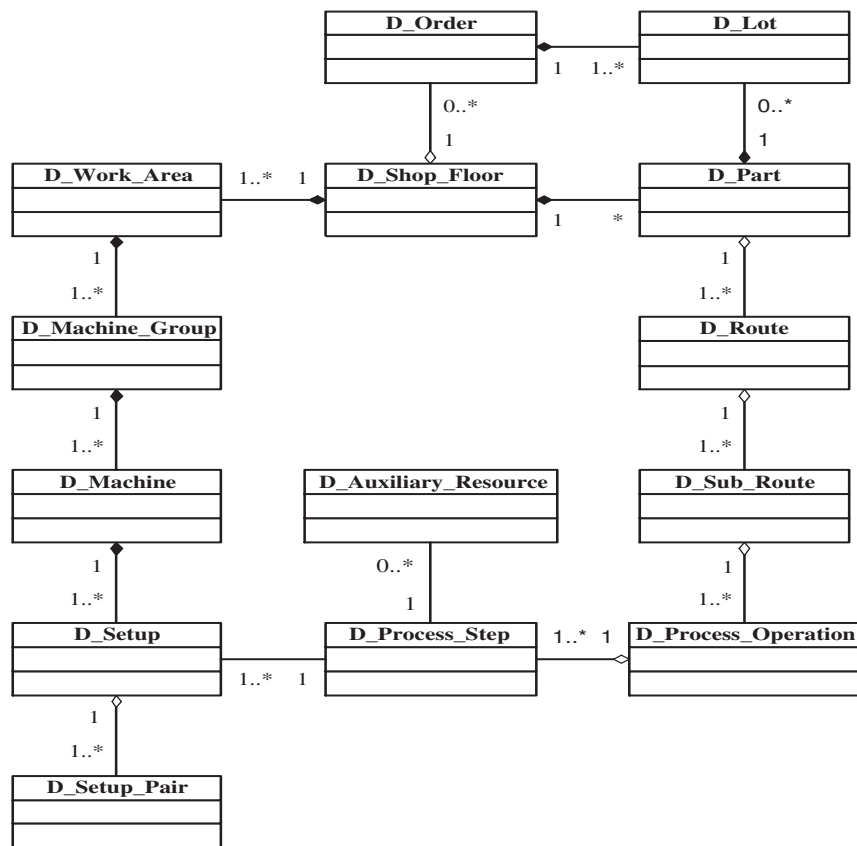 D_Order
D_Lot
1 1..*
0..*
1
0..*
1
D_Work_Area
D_Shop_Floor
D_Part
1..* 1
1 *
1
1..*
1
1..*
D_Machine_Group
D_Route
1
1..*
1
1..*
D_Machine
D_Auxiliary_Resource
D_Sub_Route
1
1..*
0..*
1
1
1..*
D_Setup
D_Process_Step
D_Process_Operation
1..* 1
1..* 1
1
1..*
D_Setup_Pair